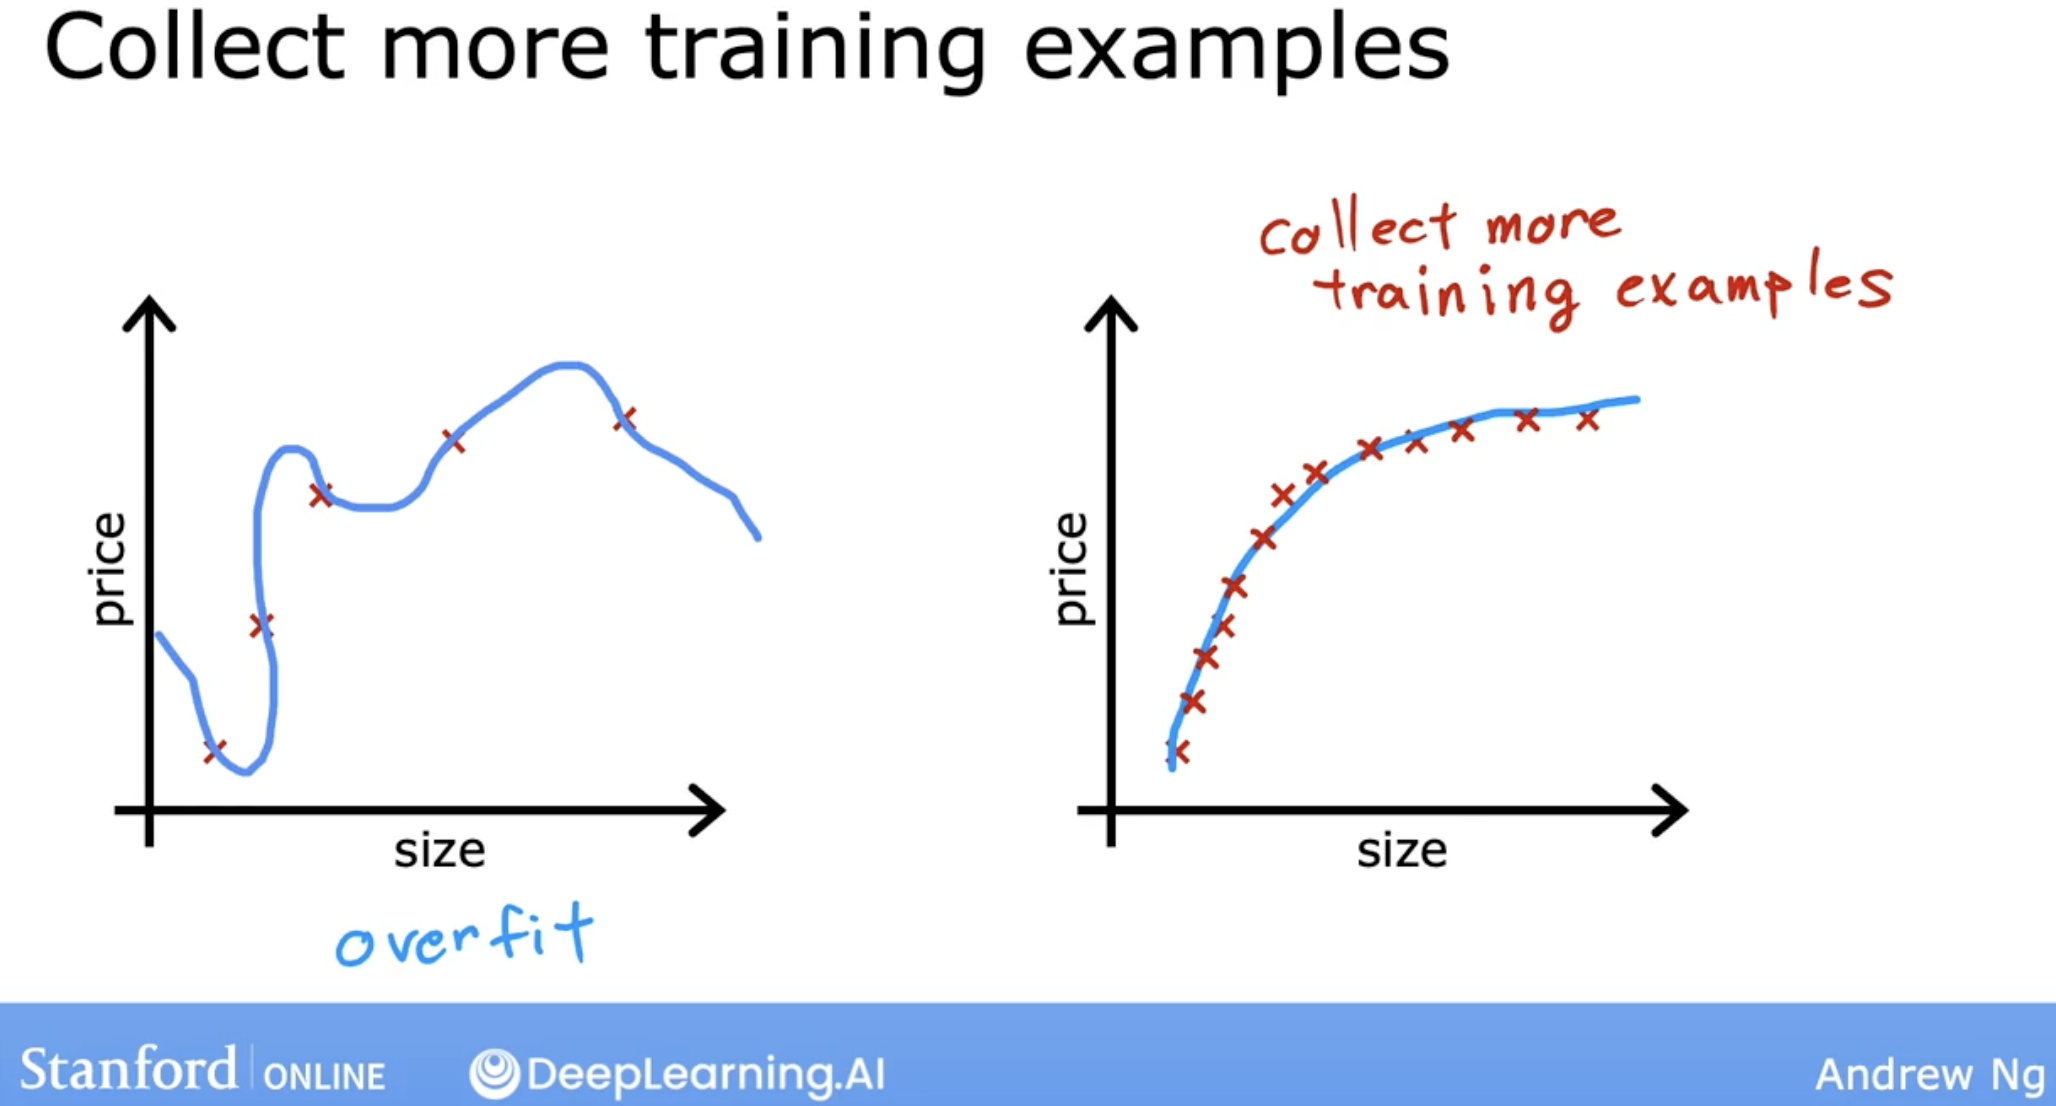 Collect more training examples
price
size
overfit
collect more
training examples
price
size
Stanford ONLINE
DeepLearning.AI
Andrew Ng